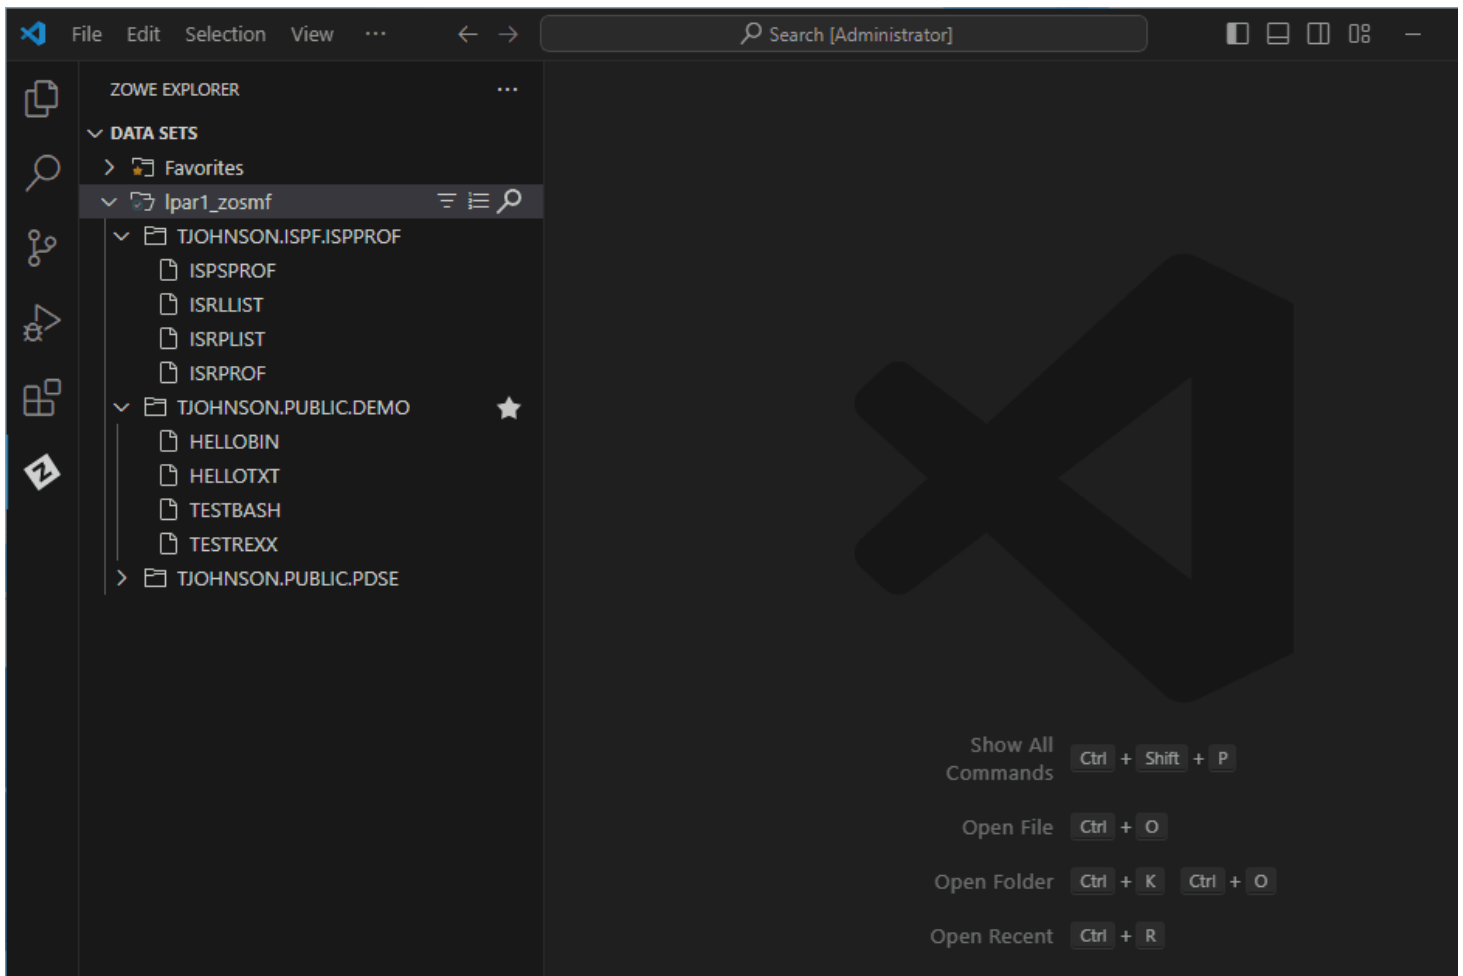 File Edit Selection View ··· Search [Administrator]
ZOWE EXPLORER
DATA SETS
Favorites
lpar1_zosmf
TJOHNSON.ISPF.ISPPROF
ISPSPROF
ISRLLIST
ISRPLIST
ISRPROF
TJOHNSON.PUBLIC.DEMO
HELLOBIN
HELLOTXT
TESTBASH
TESTREXX
TJOHNSON.PUBLIC.PDSE
Show All
Commands Ctrl + Shift + P
Open File Ctrl + O
Open Folder Ctrl + K Ctrl + O
Open Recent Ctrl + R